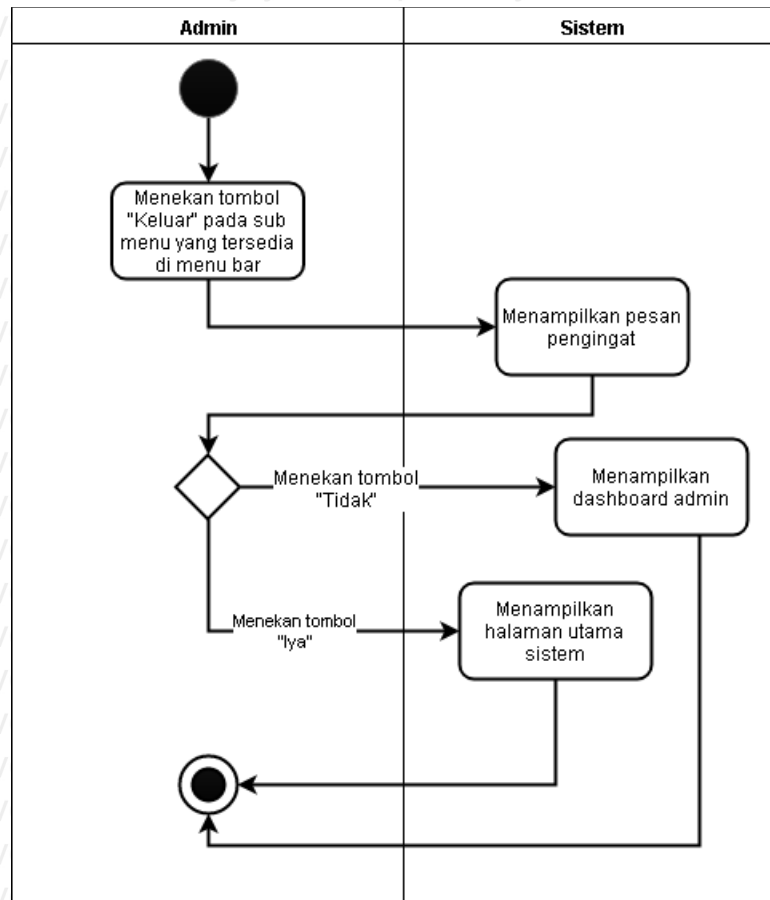 Admin
Sistem
Menekan tombol
"Keluar" pada sub
menu yang tersedia
di menu bar
Menampilkan pesan
pengingat
Menekan tombol
"Tidak"
Menampilkan
dashboard admin
Menekan tombol
"Iya"
Menampilkan
halaman utama
sistem